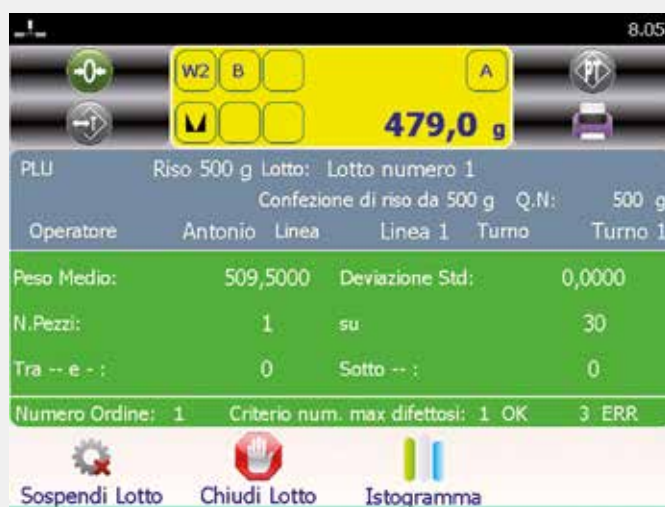 8.05
-0- W2 B A PT
→T 479,0 g
PLU Riso 500 g Lotto: Lotto numero 1
Confezione di riso da 500 g Q.N: 500 g
Operatore Antonio Linea Linea 1 Turno Turno 1
Peso Medio: 509,5000 Deviazione Std: 0,0000
N.Pezzi: 1 su 30
Tra -- e - : 0 Sotto -- : 0
Numero Ordine: 1 Criterio num. max difettosi: 1 OK 3 ERR
Sospendi Lotto Chiudi Lotto Istogramma